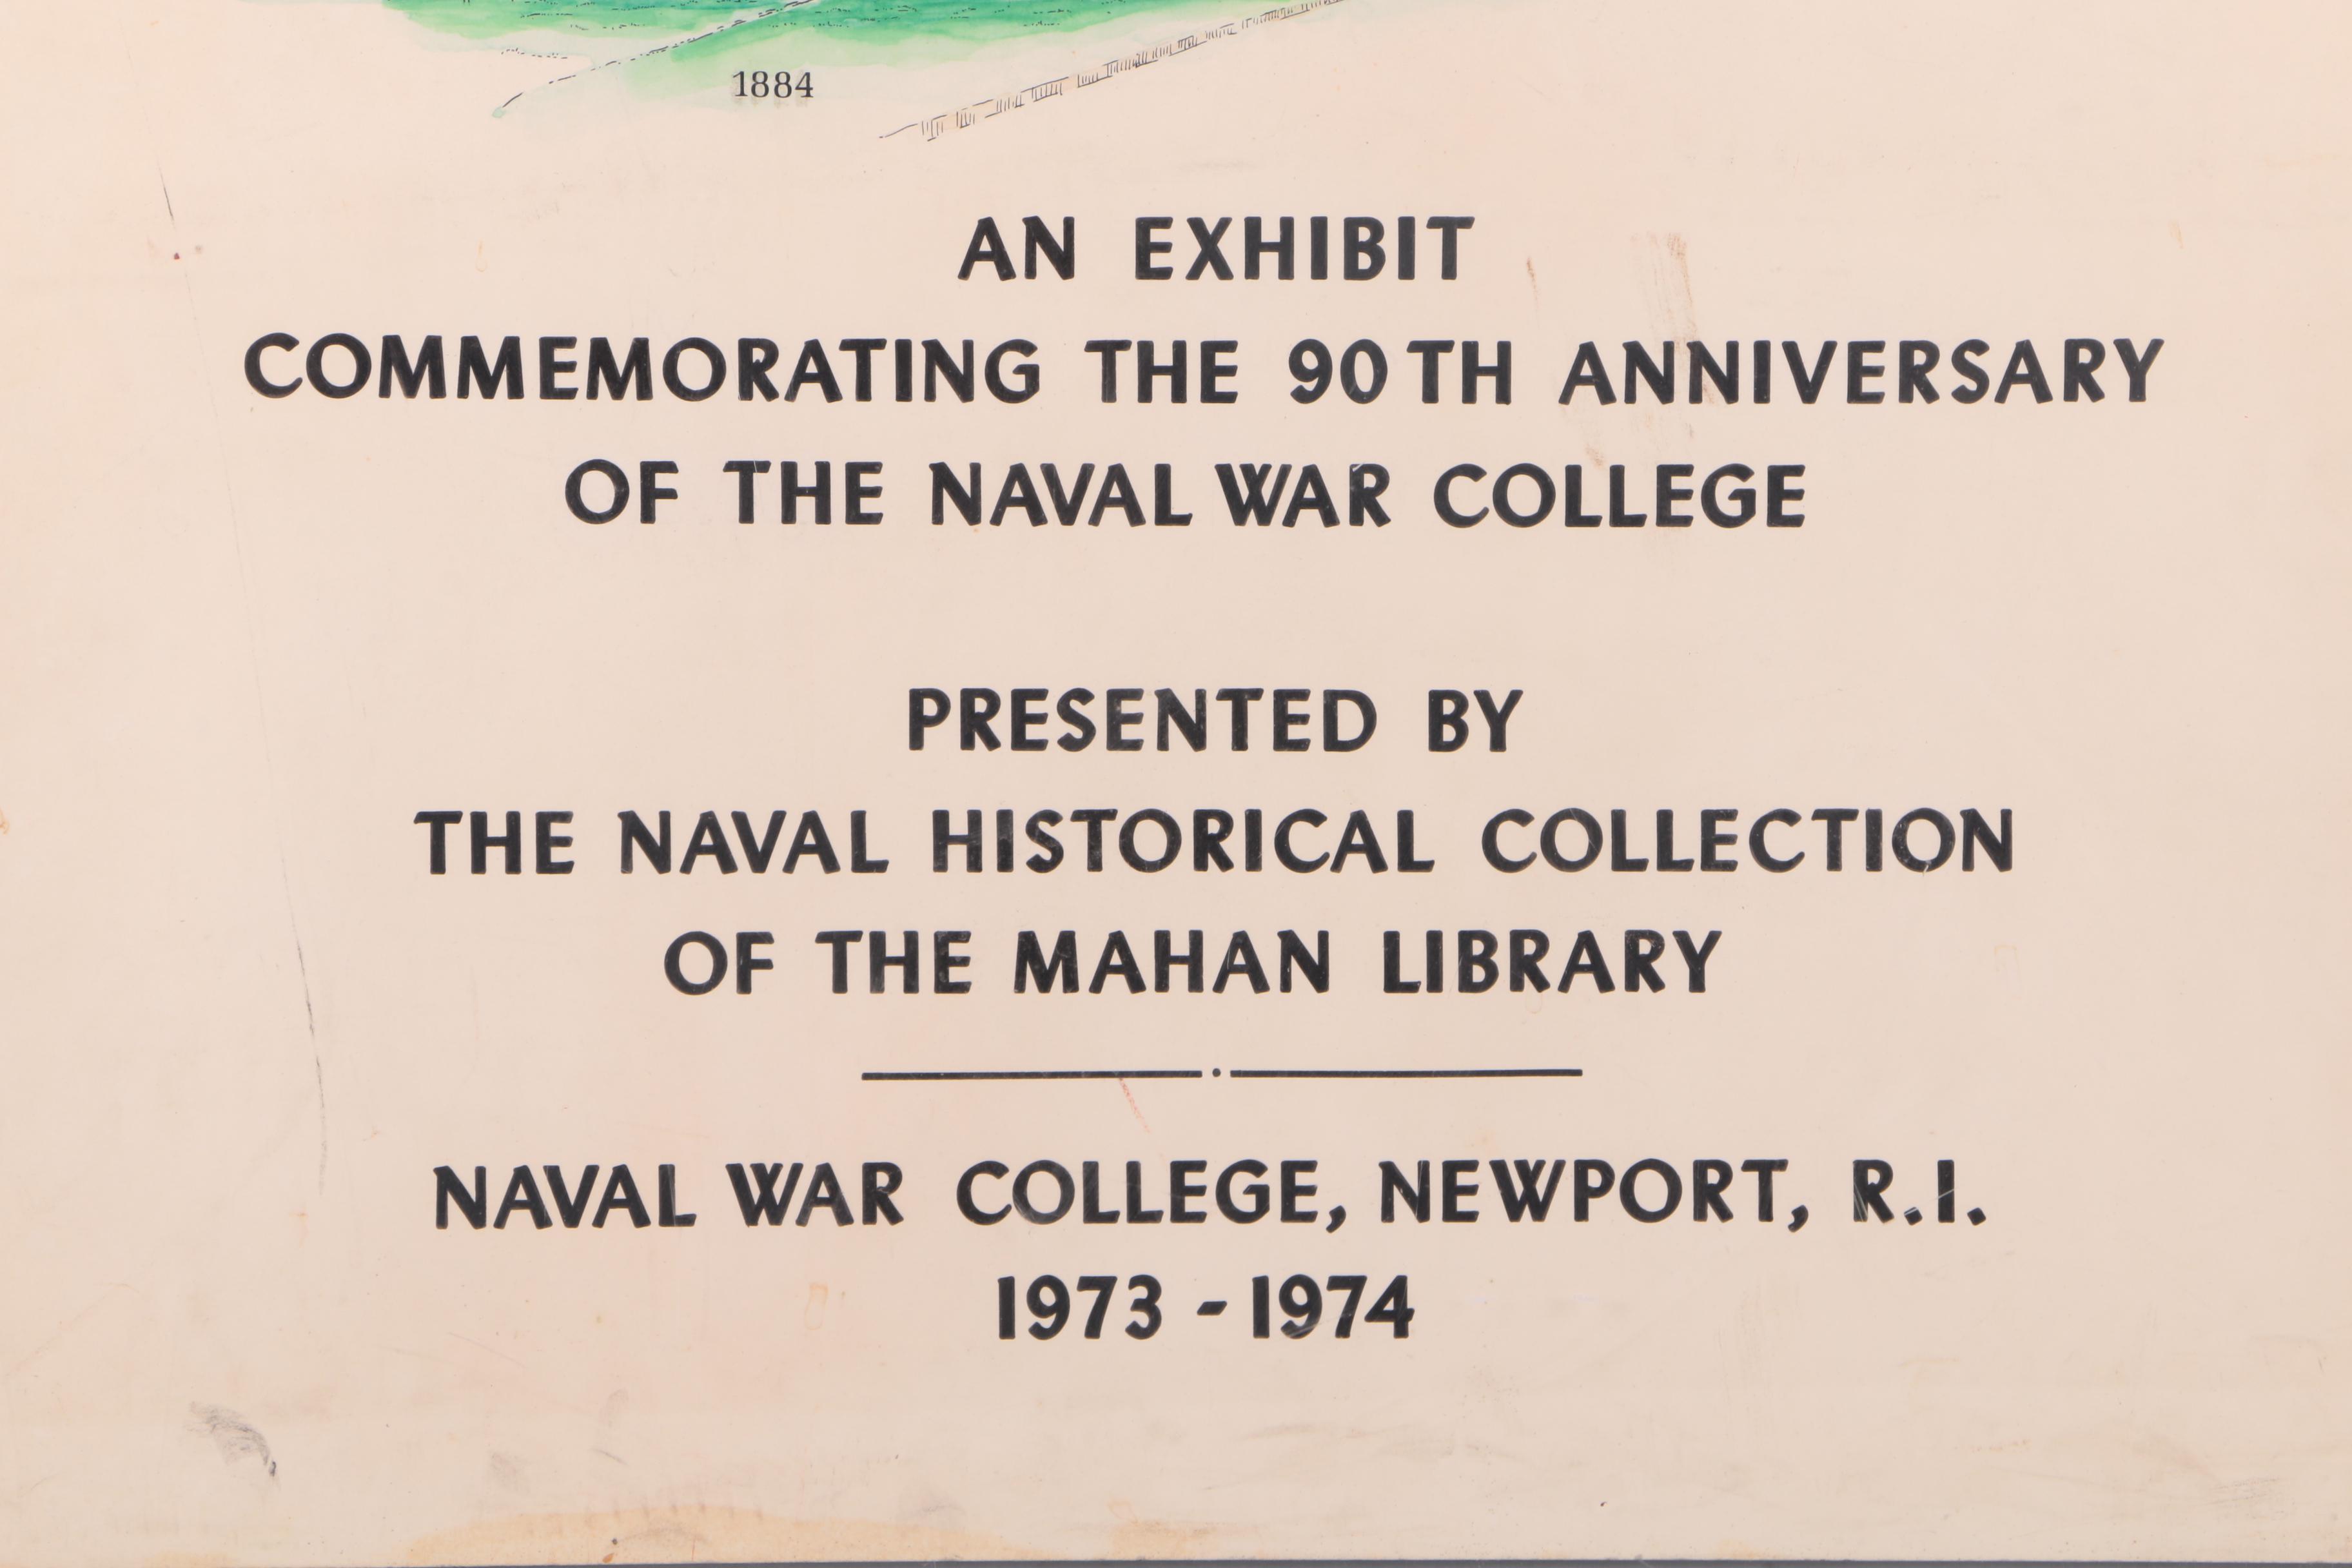 1884
AN EXHIBIT
COMMEMORATING THE 90TH ANNIVERSARY
OF THE NAVAL WAR COLLEGE
PRESENTED BY
THE NAVAL HISTORICAL COLLECTION
OF THE MAHAN LIBRARY
NAVAL WAR COLLEGE, NEWPORT, R.I.
1973 - 1974